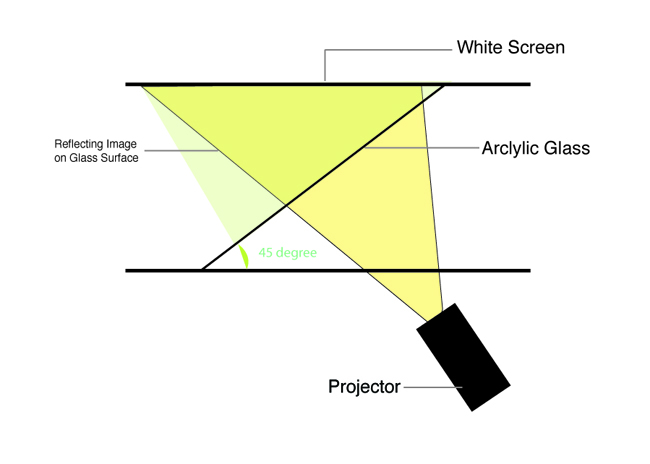 White Screen
Reflecting Image
on Glass Surface
Arclylic Glass
45 degree
Projector